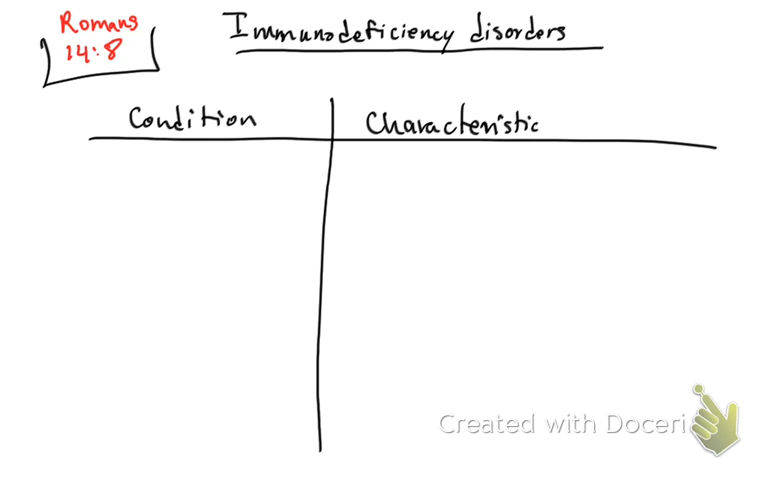 Romans
14:8
Immunodeficiency disorders
Condition
Characteristic
Created with Doceri